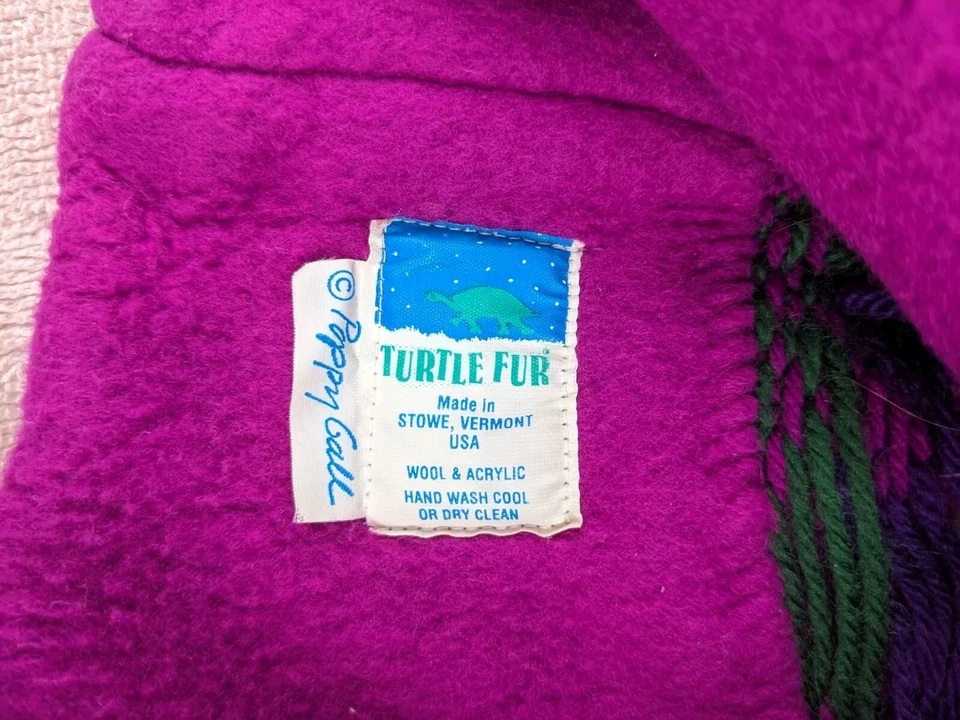 © Poppy Gall
TURTLE FUR®
Made in
STOWE, VERMONT
USA
WOOL & ACRYLIC
HAND WASH COOL
OR DRY CLEAN